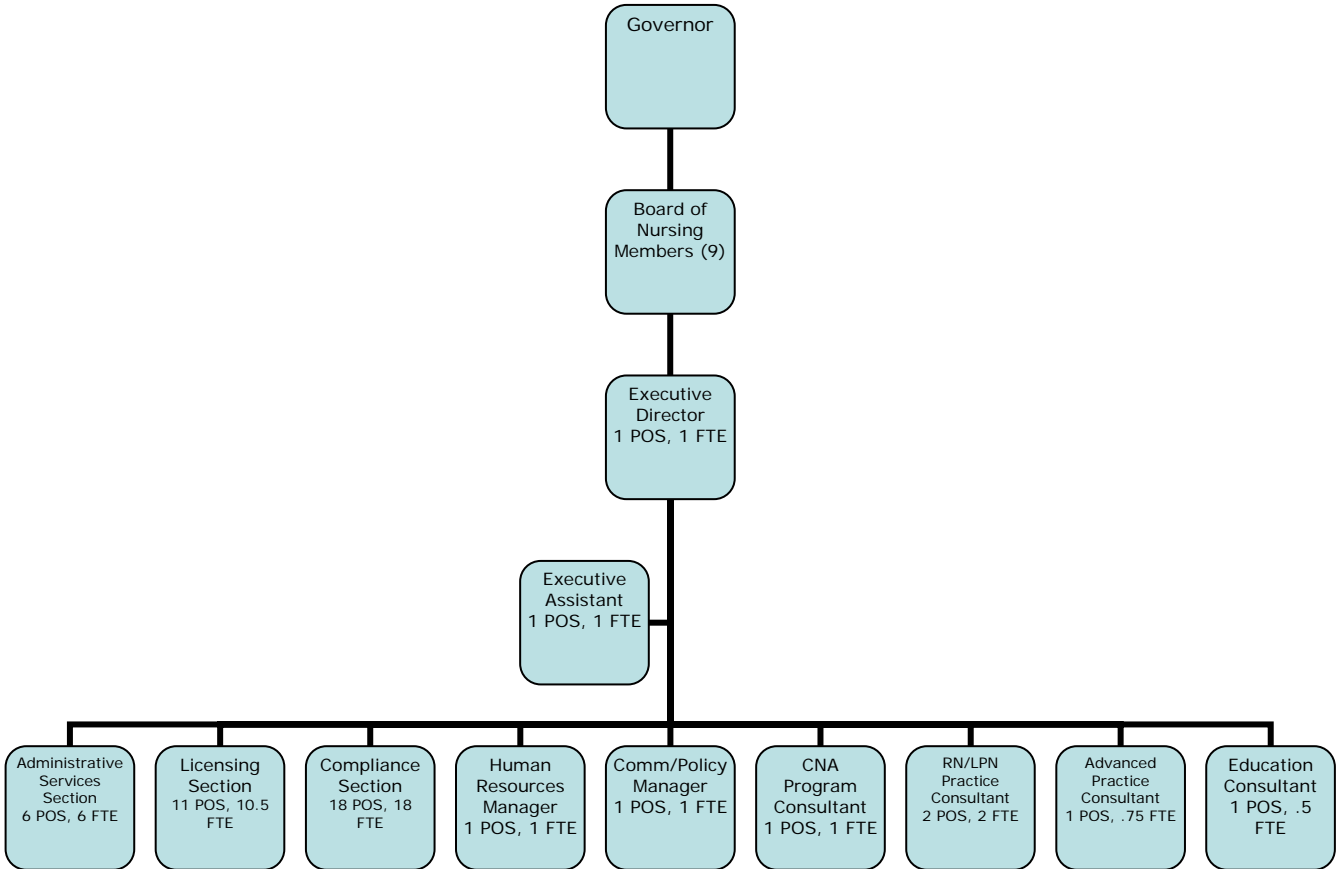 Governor
Board of
Nursing
Members (9)
Executive
Director
1 POS, 1 FTE
Executive
Assistant
1 POS, 1 FTE
Administrative
Services
Section
6 POS, 6 FTE
Licensing
Section
11 POS, 10.5
FTE
Compliance
Section
18 POS, 18
FTE
Human
Resources
Manager
1 POS, 1 FTE
Comm/Policy
Manager
1 POS, 1 FTE
CNA
Program
Consultant
1 POS, 1 FTE
RN/LPN
Practice
Consultant
2 POS, 2 FTE
Advanced
Practice
Consultant
1 POS, .75 FTE
Education
Consultant
1 POS, .5
FTE